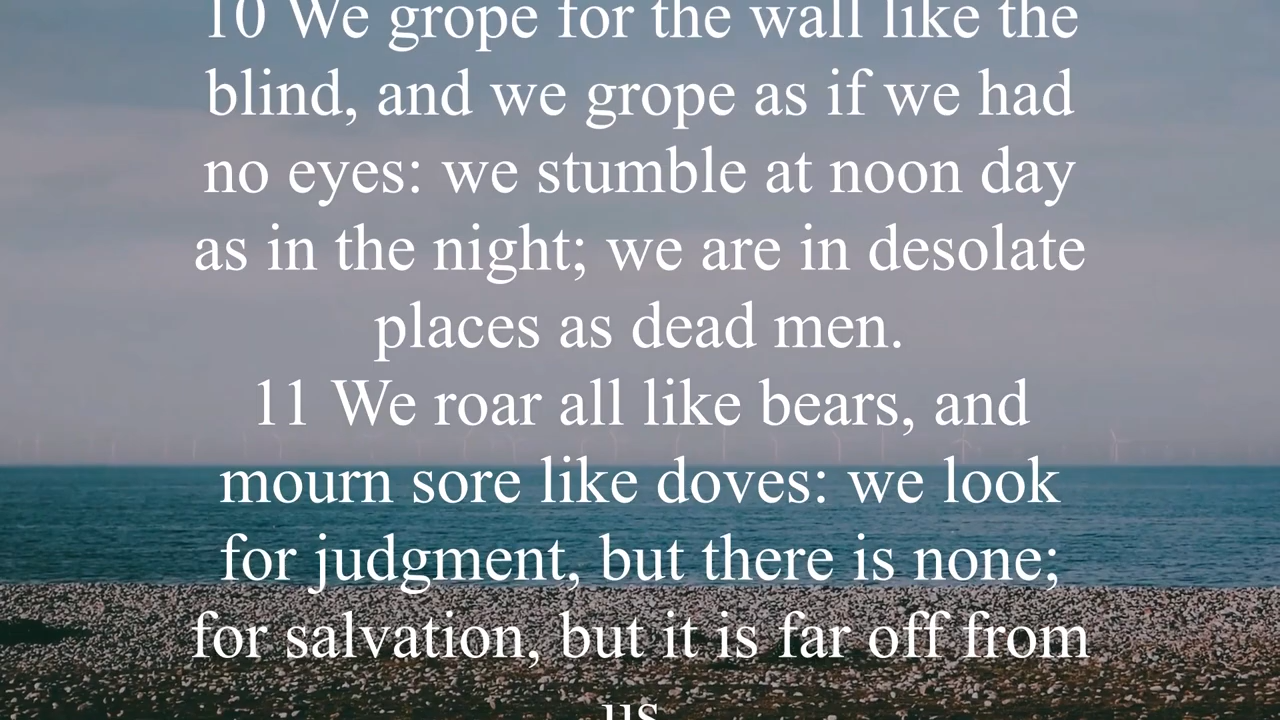 10 We grope for the wall like the
blind, and we grope as if we had
no eyes: we stumble at noon day
as in the night; we are in desolate
places as dead men.
11 We roar all like bears, and
mourn sore like doves: we look
for judgment, but there is none;
for salvation, but it is far off from
us